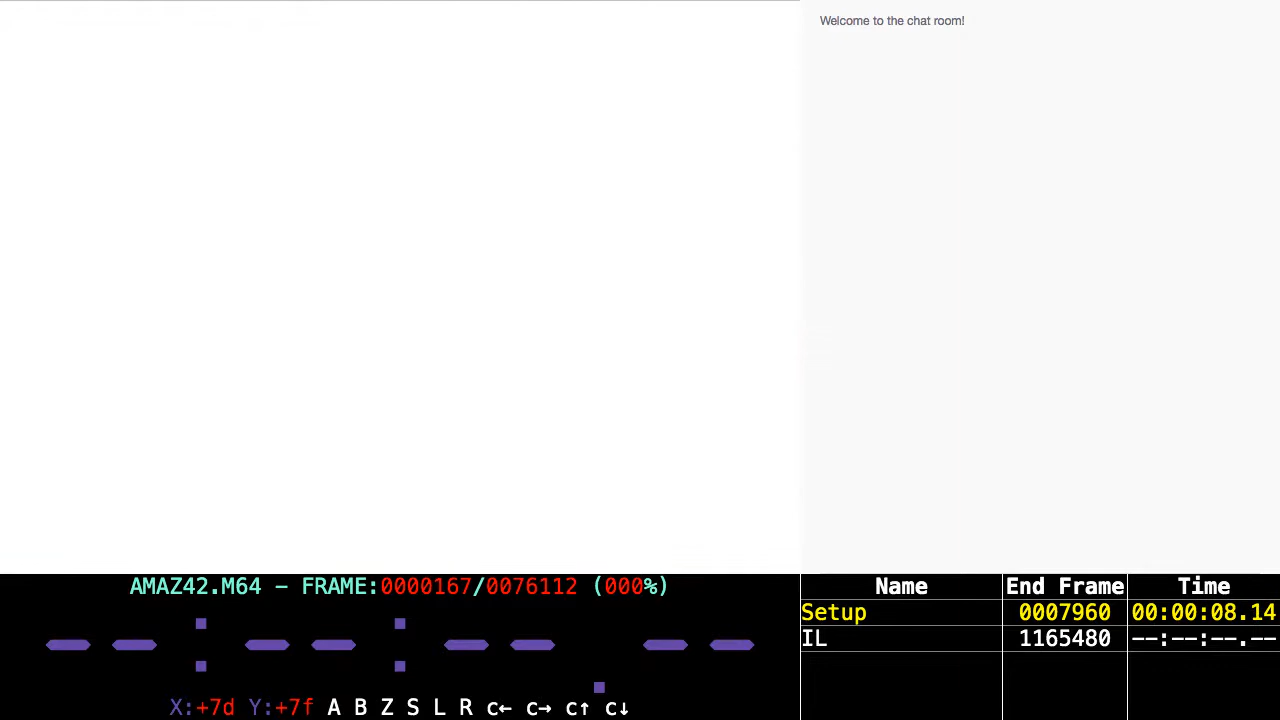 Welcome to the chat room!
AMAZ42.M64 – FRAME:0000167/0076112 (000%)
-- : -- : -- . --
X:+7d Y:+7f A B Z S L R c← c→ c↑ c↓
Name End Frame Time
Setup 0007960 00:00:08.14
IL 1165480 --:--:--.--